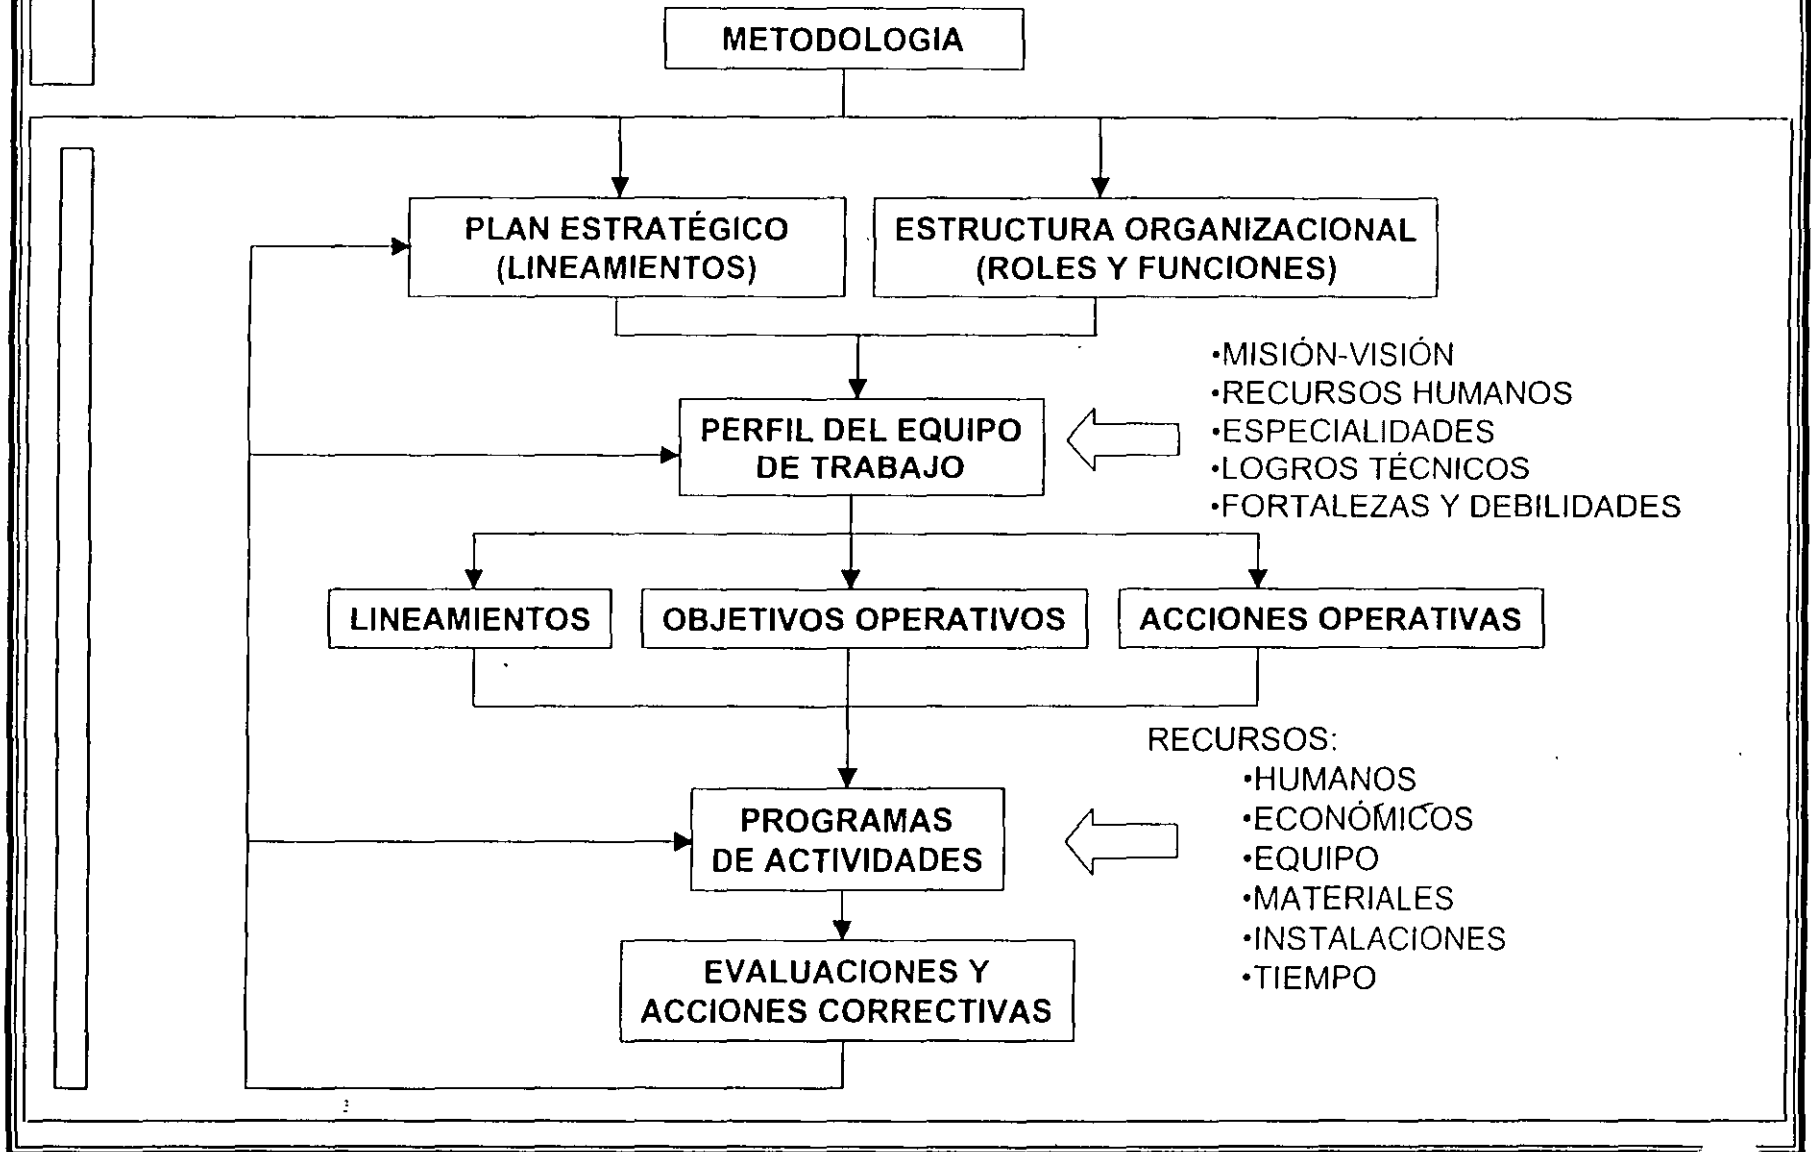 METODOLOGIA
PLAN ESTRATÉGICO
(LINEAMIENTOS)
ESTRUCTURA ORGANIZACIONAL
(ROLES Y FUNCIONES)
•MISIÓN-VISIÓN
•RECURSOS HUMANOS
•ESPECIALIDADES
•LOGROS TÉCNICOS
•FORTALEZAS Y DEBILIDADES
PERFIL DEL EQUIPO
DE TRABAJO
LINEAMIENTOS
OBJETIVOS OPERATIVOS
ACCIONES OPERATIVAS
RECURSOS:
•HUMANOS
•ECONÓMICOS
•EQUIPO
•MATERIALES
•INSTALACIONES
•TIEMPO
PROGRAMAS
DE ACTIVIDADES
EVALUACIONES Y
ACCIONES CORRECTIVAS